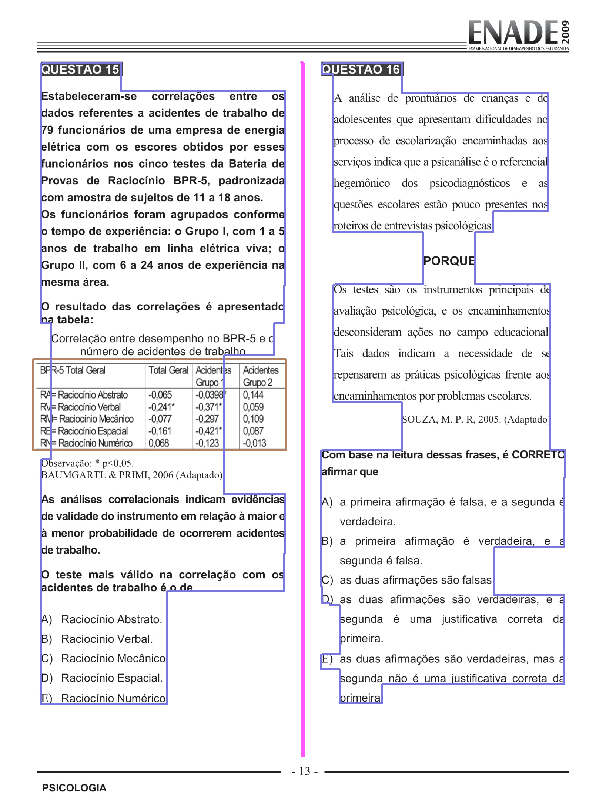 ENADE 2009
EXAME NACIONAL DE DESEMPENHO DOS ESTUDANTES
QUESTÃO 15
Estabeleceram-se correlações entre os
dados referentes a acidentes de trabalho de
79 funcionários de uma empresa de energia
elétrica com os escores obtidos por esses
funcionários nos cinco testes da Bateria de
Provas de Raciocínio BPR-5, padronizada
com amostra de sujeitos de 11 a 18 anos.
Os funcionários foram agrupados conforme
o tempo de experiência: o Grupo I, com 1 a 5
anos de trabalho em linha elétrica viva; o
Grupo II, com 6 a 24 anos de experiência na
mesma área.
O resultado das correlações é apresentado
na tabela:
Correlação entre desempenho no BPR-5 e o
número de acidentes de trabalho
BPR-5 Total Geral Total Geral Acidentes Grupo 1 Acidentes Grupo 2
RA= Raciocínio Abstrato -0,065 -0,0398* 0,144
RV= Raciocínio Verbal -0,241* -0,371* 0,059
RM= Raciocínio Mecânico -0,077 -0,297 0,109
RE= Raciocínio Espacial -0,161 -0,421* 0,087
RN= Raciocínio Numérico 0,068 -0,123 -0,013
Observação: * p<0,05.
BAUMGARTL & PRIMI, 2006 (Adaptado)
As análises correlacionais indicam evidências
de validade do instrumento em relação à maior e
à menor probabilidade de ocorrerem acidentes
de trabalho.
O teste mais válido na correlação com os
acidentes de trabalho é o de
A) Raciocínio Abstrato.
B) Raciocínio Verbal.
C) Raciocínio Mecânico
D) Raciocínio Espacial.
E) Raciocínio Numérico
QUESTÃO 16
A análise de prontuários de crianças e de
adolescentes que apresentam dificuldades no
processo de escolarização encaminhadas aos
serviços indica que a psicanálise é o referencial
hegemônico dos psicodiagnósticos e as
questões escolares estão pouco presentes nos
roteiros de entrevistas psicológicas
PORQUE
Os testes são os instrumentos principais de
avaliação psicológica, e os encaminhamentos
desconsideram ações no campo educacional.
Tais dados indicam a necessidade de se
repensarem as práticas psicológicas frente aos
encaminhamentos por problemas escolares.
SOUZA, M. P. R, 2005. (Adaptado)
Com base na leitura dessas frases, é CORRETO
afirmar que
A) a primeira afirmação é falsa, e a segunda é
verdadeira.
B) a primeira afirmação é verdadeira, e a
segunda é falsa.
C) as duas afirmações são falsas
D) as duas afirmações são verdadeiras, e a
segunda é uma justificativa correta da
primeira.
E) as duas afirmações são verdadeiras, mas a
segunda não é uma justificativa correta da
primeira
- 13 -
PSICOLOGIA